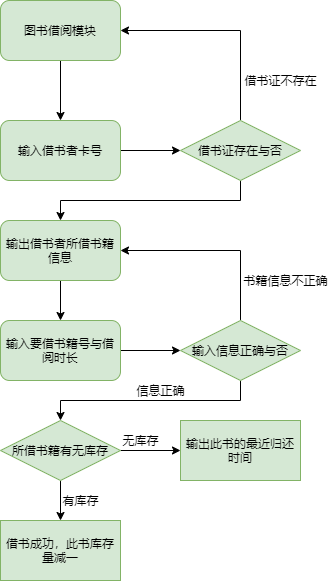 图书借阅模块
借书证不存在
输入借书者卡号
借书证存在与否
输出借书者所借书籍
信息
书籍信息不正确
输入要借书籍号与借
阅时长
输入信息正确与否
信息正确
所借书籍有无库存
无库存
输出此书的最近归还
时间
有库存
借书成功，此书库存
量减一